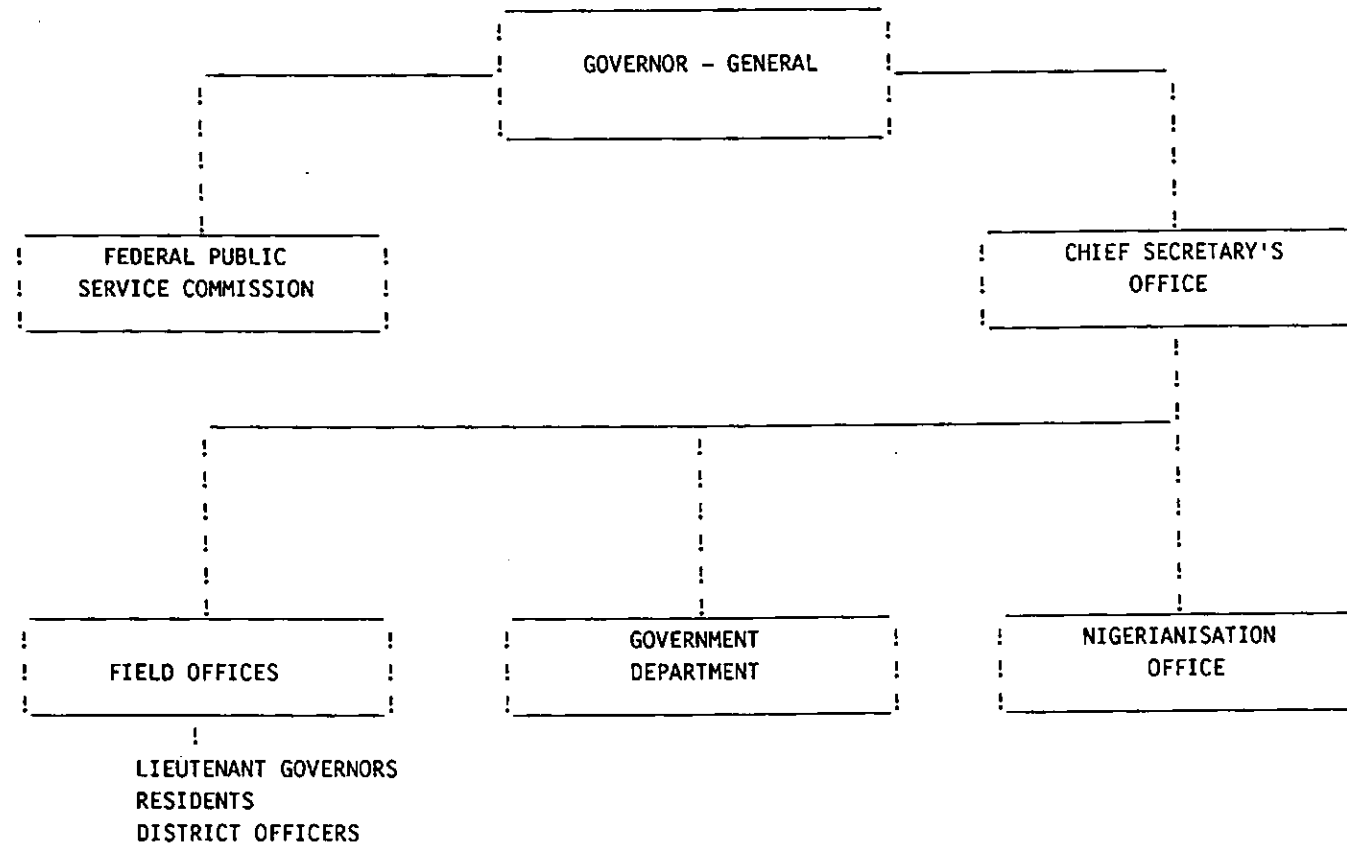 GOVERNOR – GENERAL
FEDERAL PUBLIC
SERVICE COMMISSION
CHIEF SECRETARY'S
OFFICE
FIELD OFFICES
GOVERNMENT
DEPARTMENT
NIGERIANISATION
OFFICE
LIEUTENANT GOVERNORS
RESIDENTS
DISTRICT OFFICERS